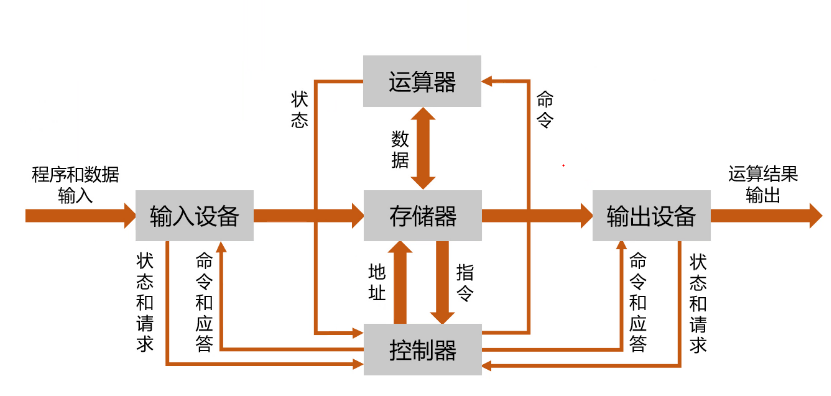 运算器
状态
命令
数据
程序和数据
输入
运算结果
输出
输入设备
存储器
输出设备
状态和请求
命令和应答
地址
指令
命令和应答
状态和请求
控制器